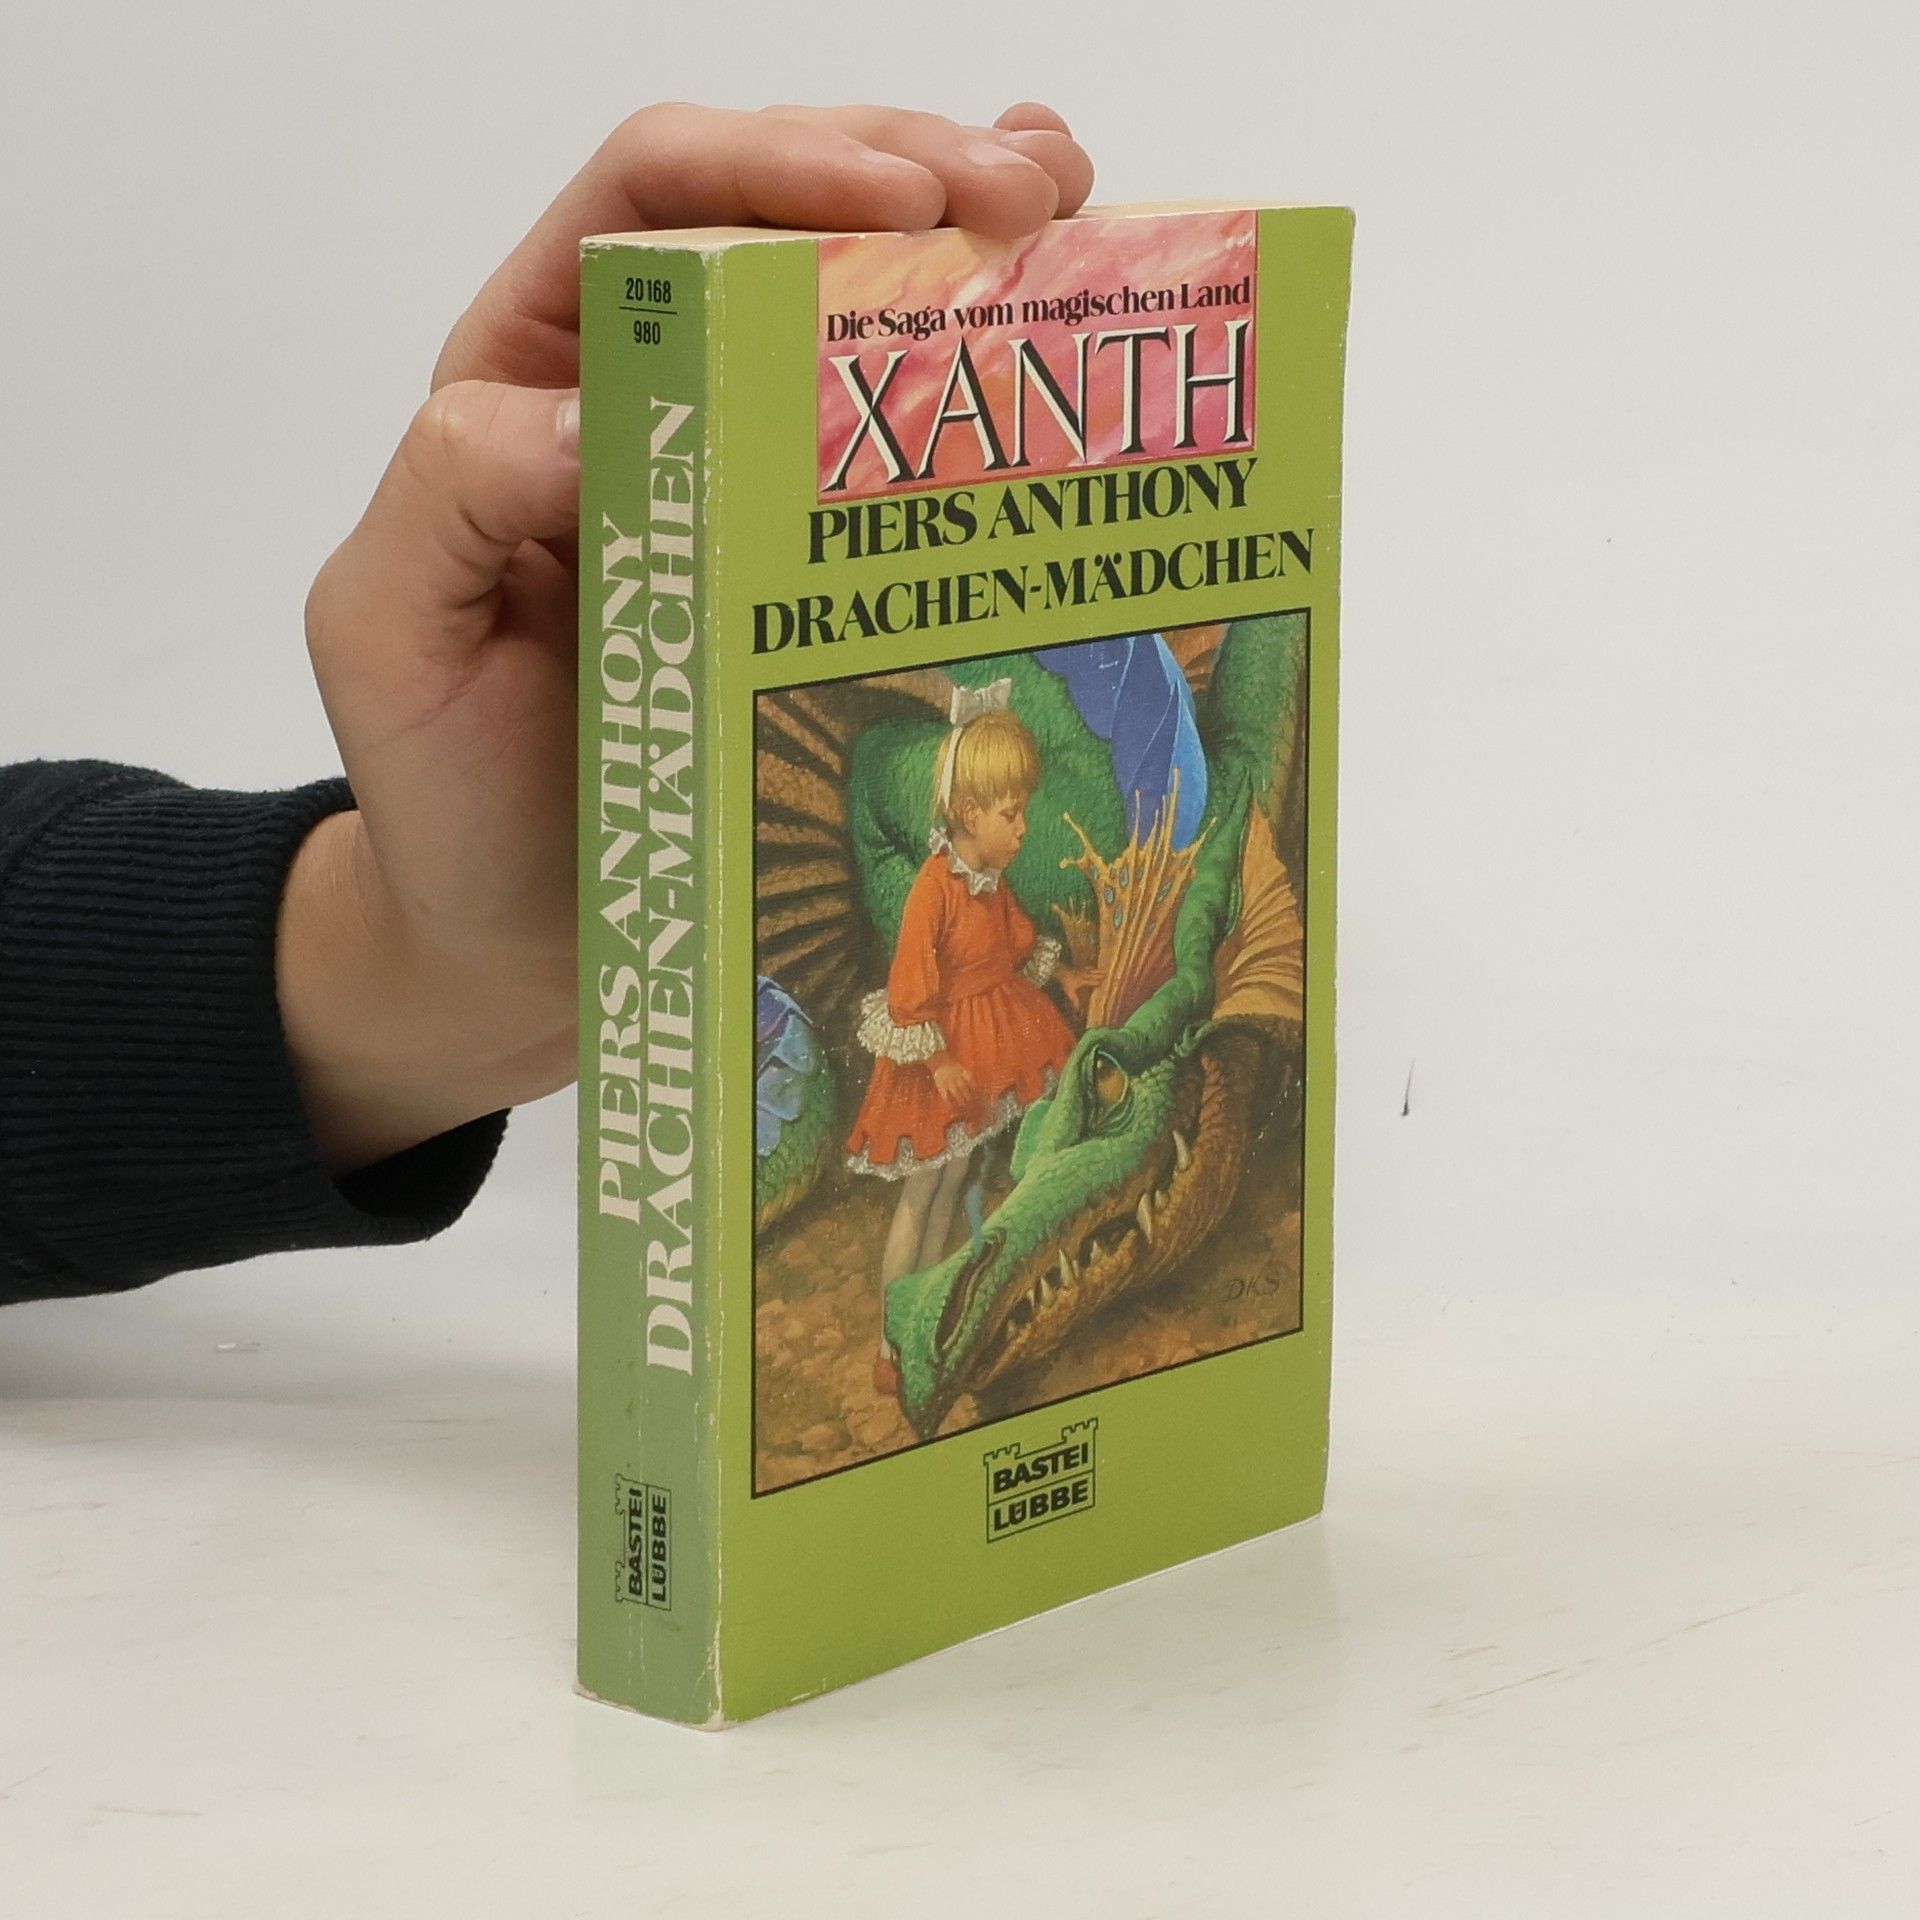 20168
980
PIERS ANTHONY
DRACHEN-MÄDCHEN
BASTEI
LÜBBE
Die Saga vom magischen Land
XANTH
PIERS ANTHONY
DRACHEN-MÄDCHEN
DKS
BASTEI
LÜBBE